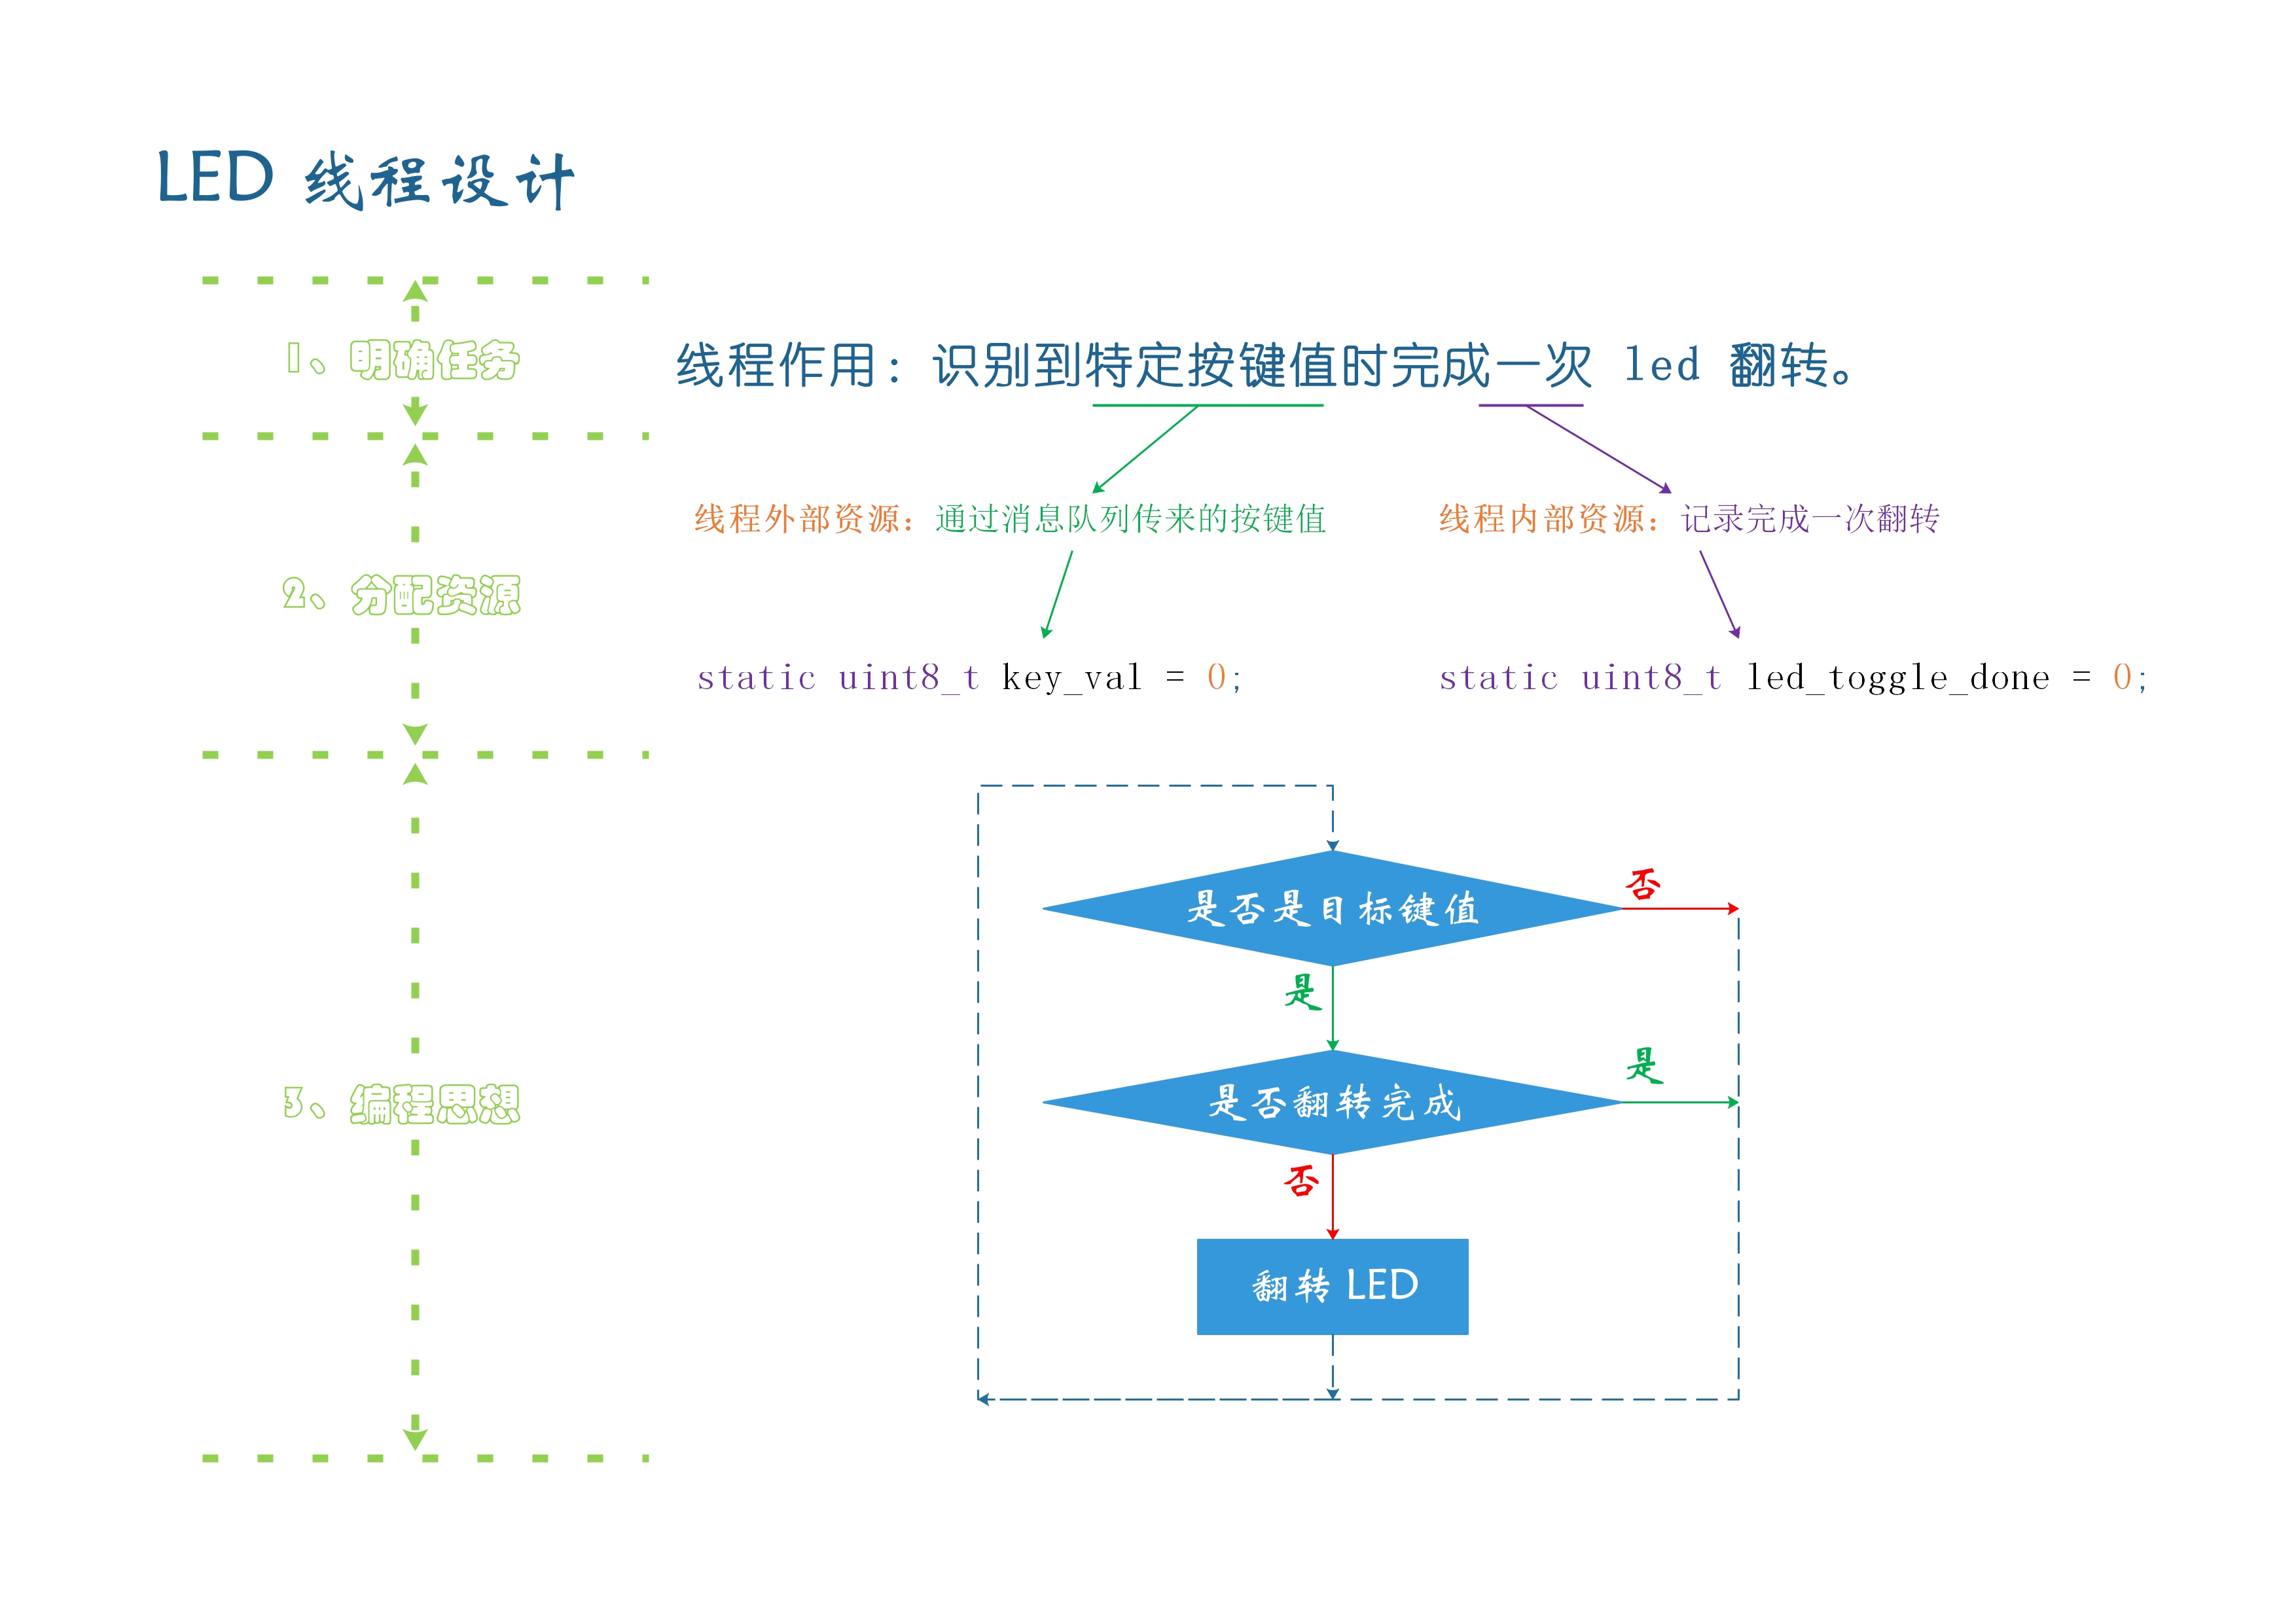 LED 线程设计
1、明确任务
线程作用：识别到特定按键值时完成一次 led 翻转。
线程外部资源：通过消息队列传来的按键值
线程内部资源：记录完成一次翻转
2、分配资源
static uint8_t key_val = 0;
static uint8_t led_toggle_done = 0;
3、编程思想
是否是目标键值
否
是
是否翻转完成
是
否
翻转 LED